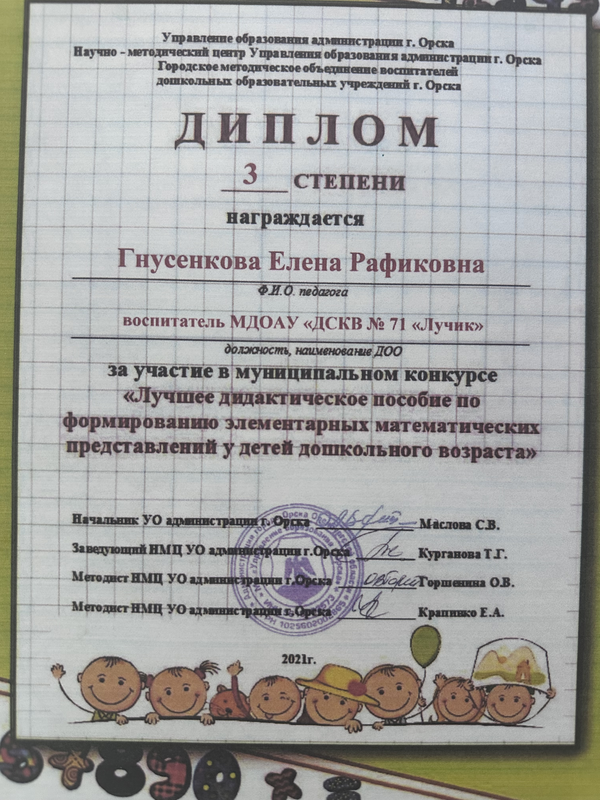 Управление образования администрации г. Орска
Научно - методический центр Управления образования администрации г. Орска
Городское методическое объединение воспитателей
дошкольных образовательных учреждений г. Орска
ДИПЛОМ
3 СТЕПЕНИ
награждается
Гнусенкова Елена Рафиковна
Ф.И.О. педагога
воспитатель МДОАУ «ДСКВ № 71 «Лучик»
должность, наименование ДОО
за участие в муниципальном конкурсе
«Лучшее дидактическое пособие по
формированию элементарных математических
представлений у детей дошкольного возраста»
Начальник УО администрации г. Орска Маслова С.В.
Заведующий НМЦ УО администрации г.Орска Курганова Т.Г.
Методист НМЦ УО администрации г.Орска Горшенина О.В.
Методист НМЦ УО администрации г.Орска Крапивко Е.А.
2021г.